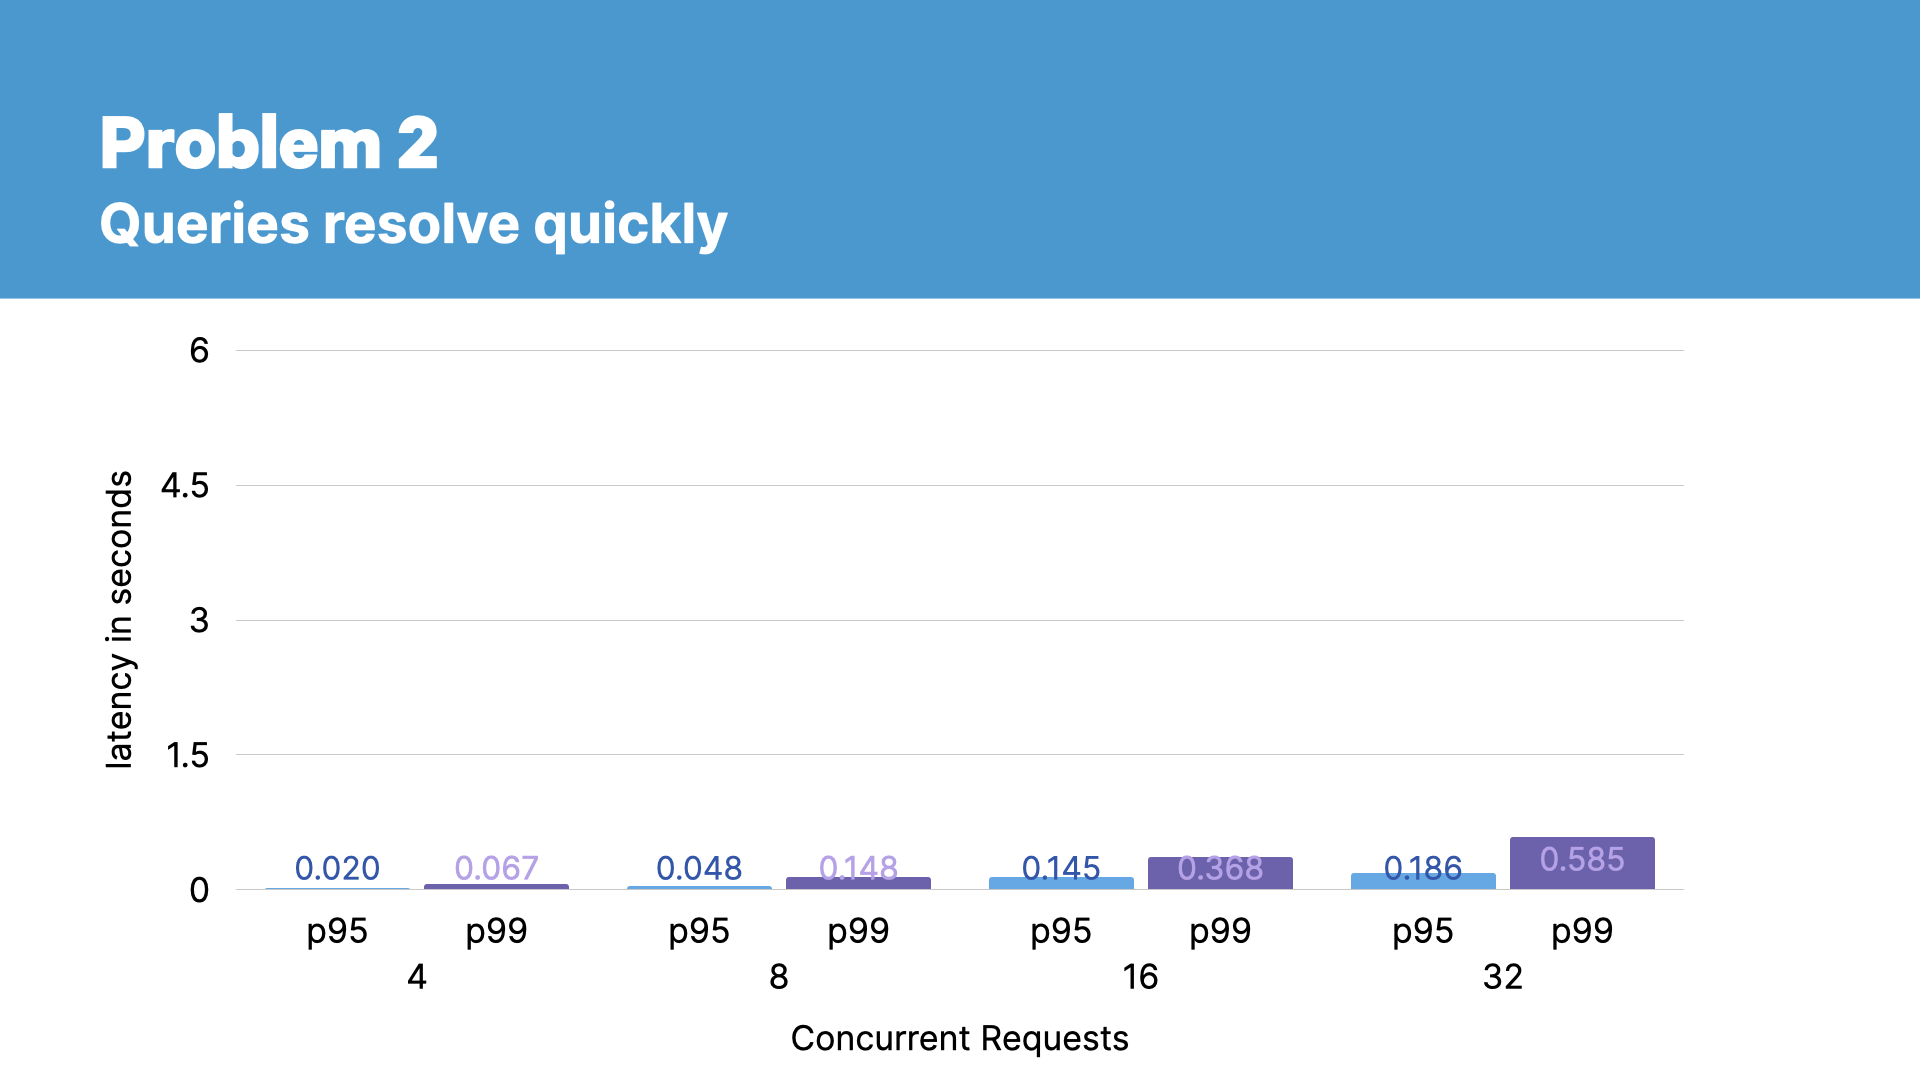 Problem 2
Queries resolve quickly
6
4.5
3
1.5
0
latency in seconds
0.020 0.067 0.048 0.148 0.145 0.368 0.186 0.585
p95 p99 p95 p99 p95 p99 p95 p99
4 8 16 32
Concurrent Requests